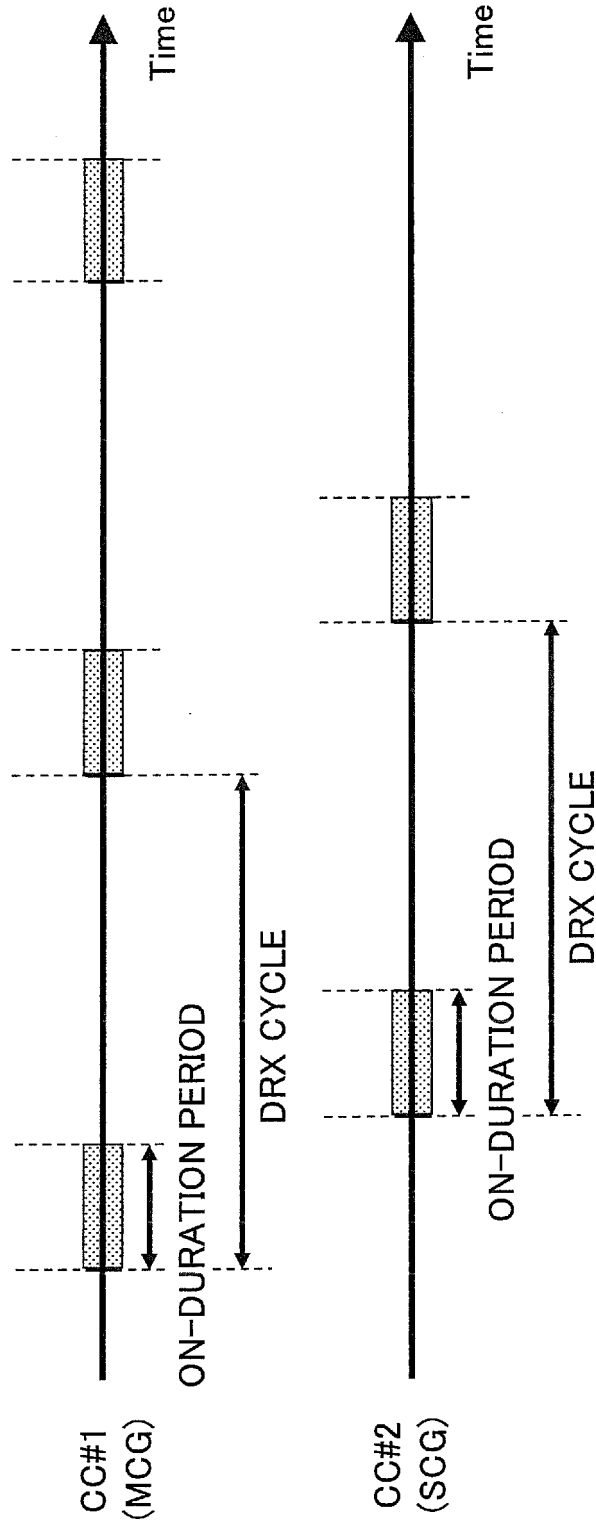 CC#1
(MCG)
ON-DURATION PERIOD
DRX CYCLE
Time
CC#2
(SCG)
ON-DURATION PERIOD
DRX CYCLE
Time